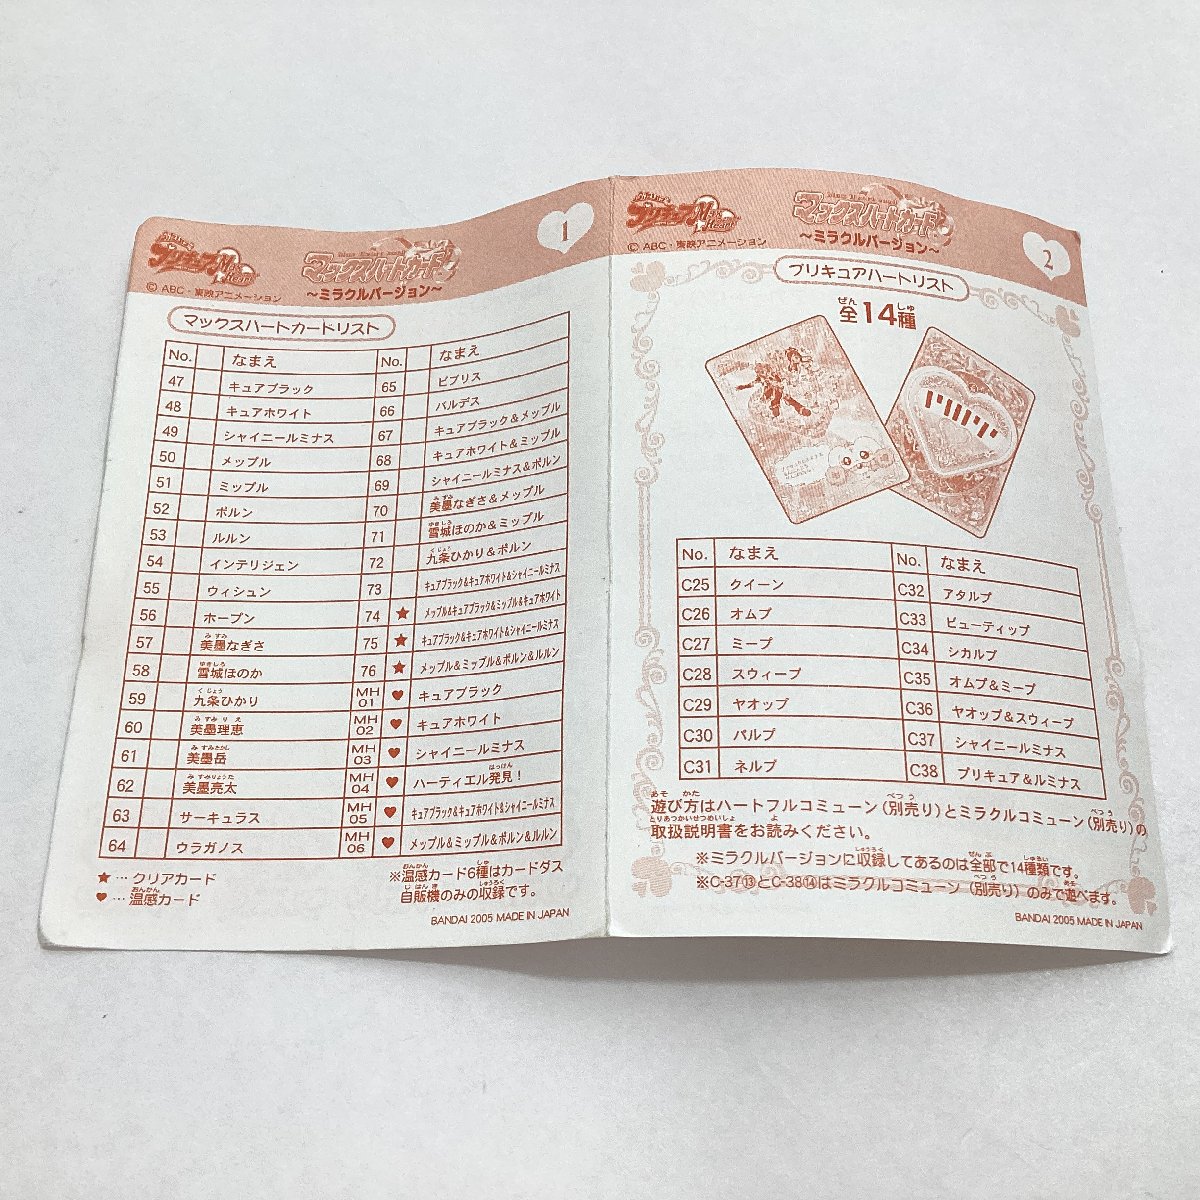 プリキュア Max Heart
© ABC・東映アニメーション
マックスハートカード
～ミラクルバージョン～
1
マックスハートカードリスト
No. なまえ No. なまえ
47 キュアブラック 65 ビブリス
48 キュアホワイト 66 バルデス
49 シャイニールミナス 67 キュアブラック&メップル
50 メップル 68 キュアホワイト&ミップル
51 ミップル 69 シャイニールミナス&ポルン
52 ポルン 70 美墨なぎさ&メップル
53 ルルン 71 雪城ほのか&ミップル
54 インテリジェン 72 九条ひかり&ポルン
55 ウィシュン 73 キュアブラック&キュアホワイト&シャイニールミナス
56 ホープン 74 ★ メップル&キュアブラック&ミップル&キュアホワイト
57 美墨なぎさ 75 ★ キュアブラック&キュアホワイト&シャイニールミナス
58 雪城ほのか 76 ★ メップル&ミップル&ポルン&ルルン
59 九条ひかり MH01 ♥ キュアブラック
60 美墨理恵 MH02 ♥ キュアホワイト
61 美墨岳 MH03 ♥ シャイニールミナス
62 美墨亮太 MH04 ♥ ハーティエル発見!
63 サーキュラス MH05 ♥ キュアブラック&キュアホワイト&シャイニールミナス
64 ウラガノス MH06 ♥ メップル&ミップル&ポルン&ルルン
★…クリアカード
♥…温感カード
※温感カード6種はカードダス
自販機のみの収録です。
BANDAI 2005 MADE IN JAPAN
プリキュア Max Heart
© ABC・東映アニメーション
マックスハートカード
～ミラクルバージョン～
2
プリキュアハートリスト
全14種
No. なまえ No. なまえ
C25 クイーン C32 アタルプ
C26 オムプ C33 ビューティップ
C27 ミープ C34 シカルプ
C28 スウィープ C35 オムプ&ミープ
C29 ヤオップ C36 ヤオップ&スウィープ
C30 パルプ C37 シャイニールミナス
C31 ネルプ C38 プリキュア&ルミナス
遊び方はハートフルコミューン(別売り)とミラクルコミューン(別売り)の
取扱説明書をお読みください。
※ミラクルバージョンに収録してあるのは全部で14種類です。
※C-37⑬とC-38⑭はミラクルコミューン(別売り)のみで遊べます。
BANDAI 2005 MADE IN JAPAN